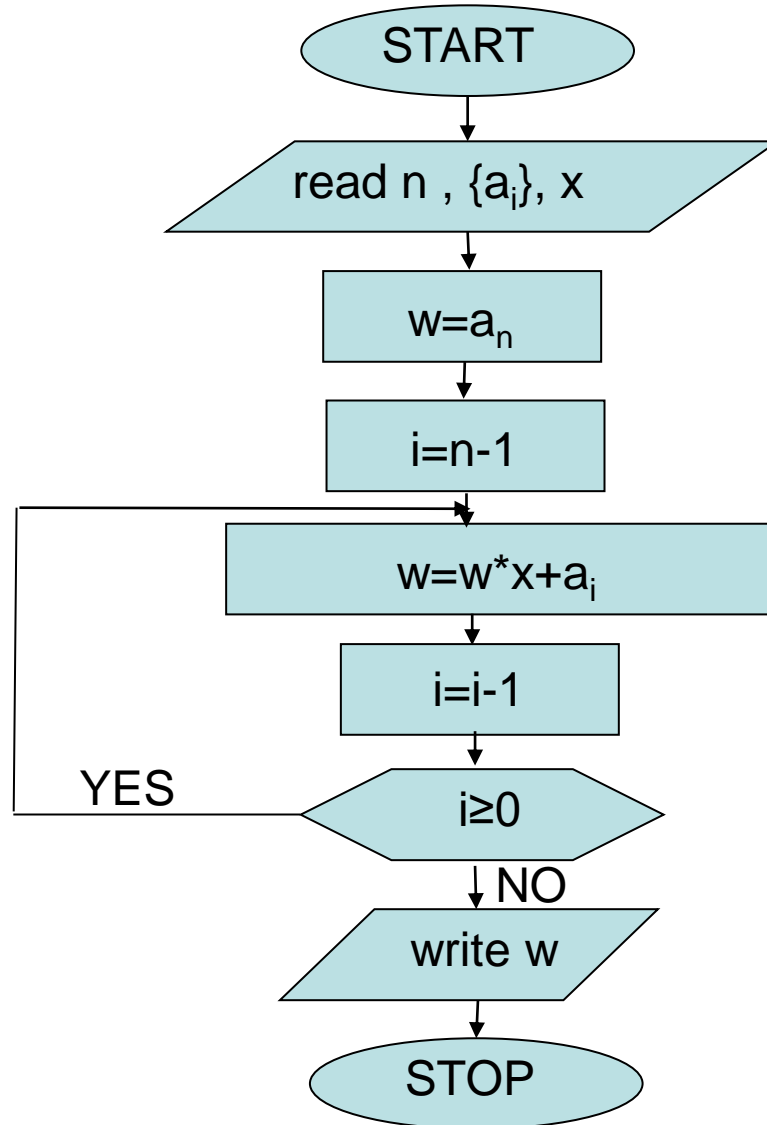 START
read n , {aᵢ}, x
w=aₙ
i=n-1
w=w*x+aᵢ
i=i-1
YES
i≥0
NO
write w
STOP